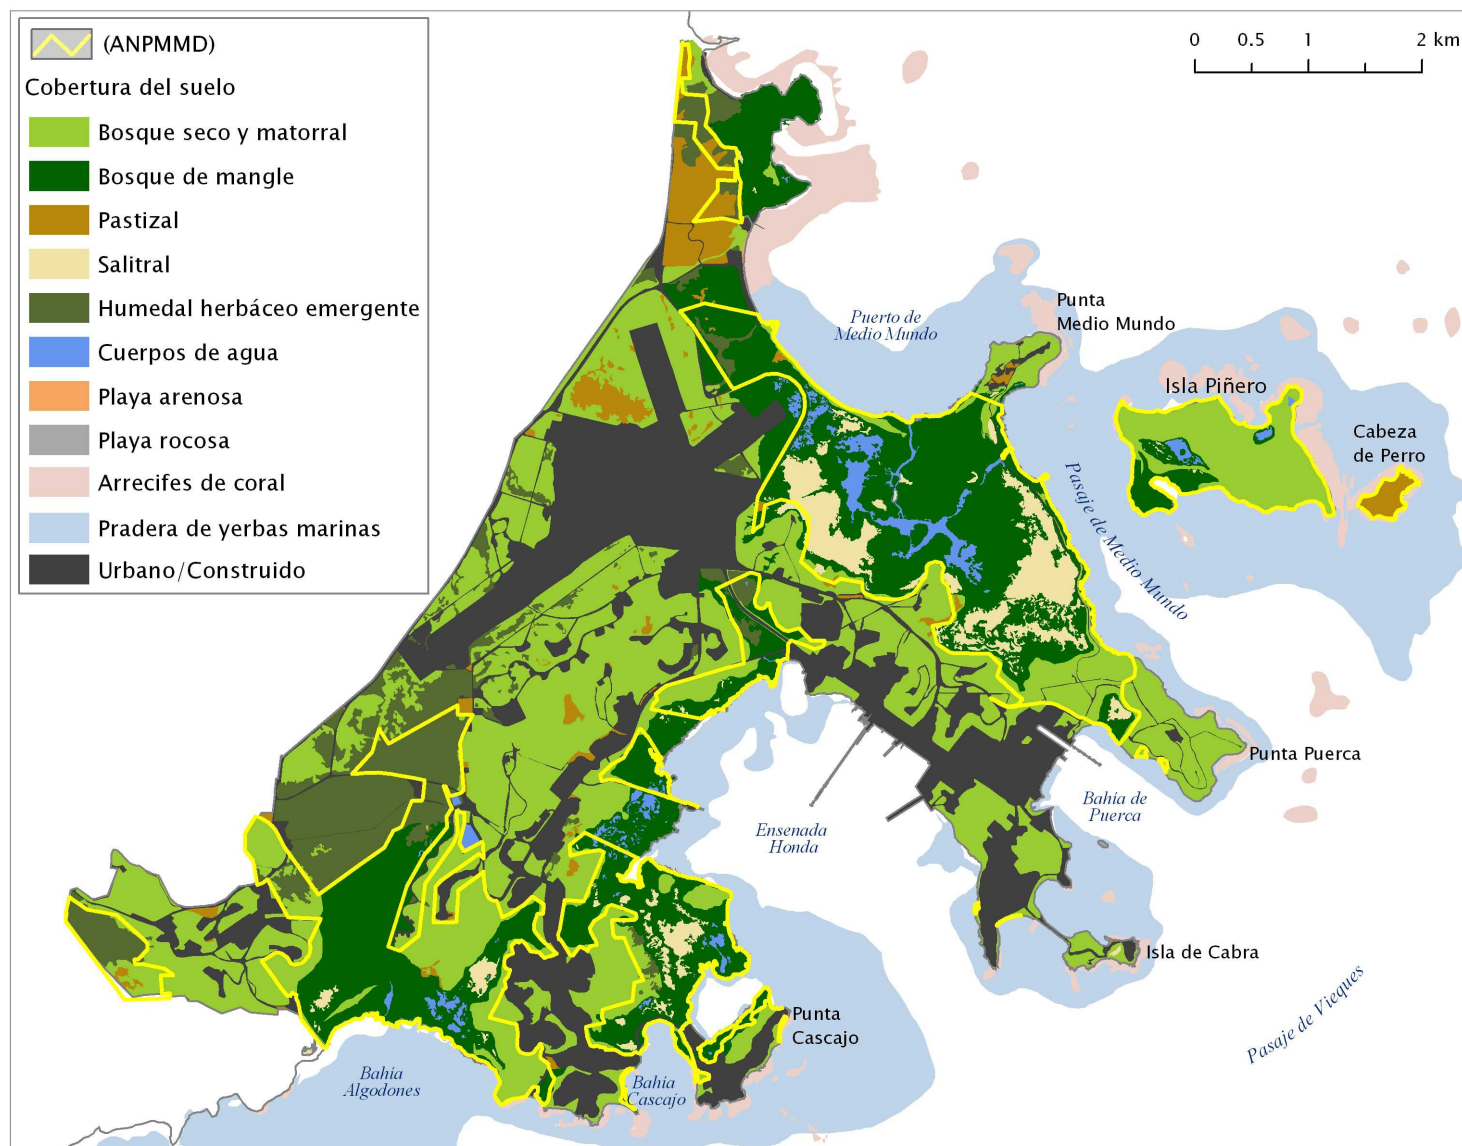 (ANPMMD)
Cobertura del suelo
Bosque seco y matorral
Bosque de mangle
Pastizal
Salitral
Humedal herbáceo emergente
Cuerpos de agua
Playa arenosa
Playa rocosa
Arrecifes de coral
Pradera de yerbas marinas
Urbano/Construido
0 0.5 1 2 km
Puerto de
Medio Mundo
Punta
Medio Mundo
Isla Piñero
Cabeza
de Perro
Pasaje de Medio Mundo
Punta Puerca
Bahía de
Puerca
Ensenada
Honda
Isla de Cabra
Pasaje de Vieques
Punta
Cascajo
Bahía
Algodones
Bahía
Cascajo